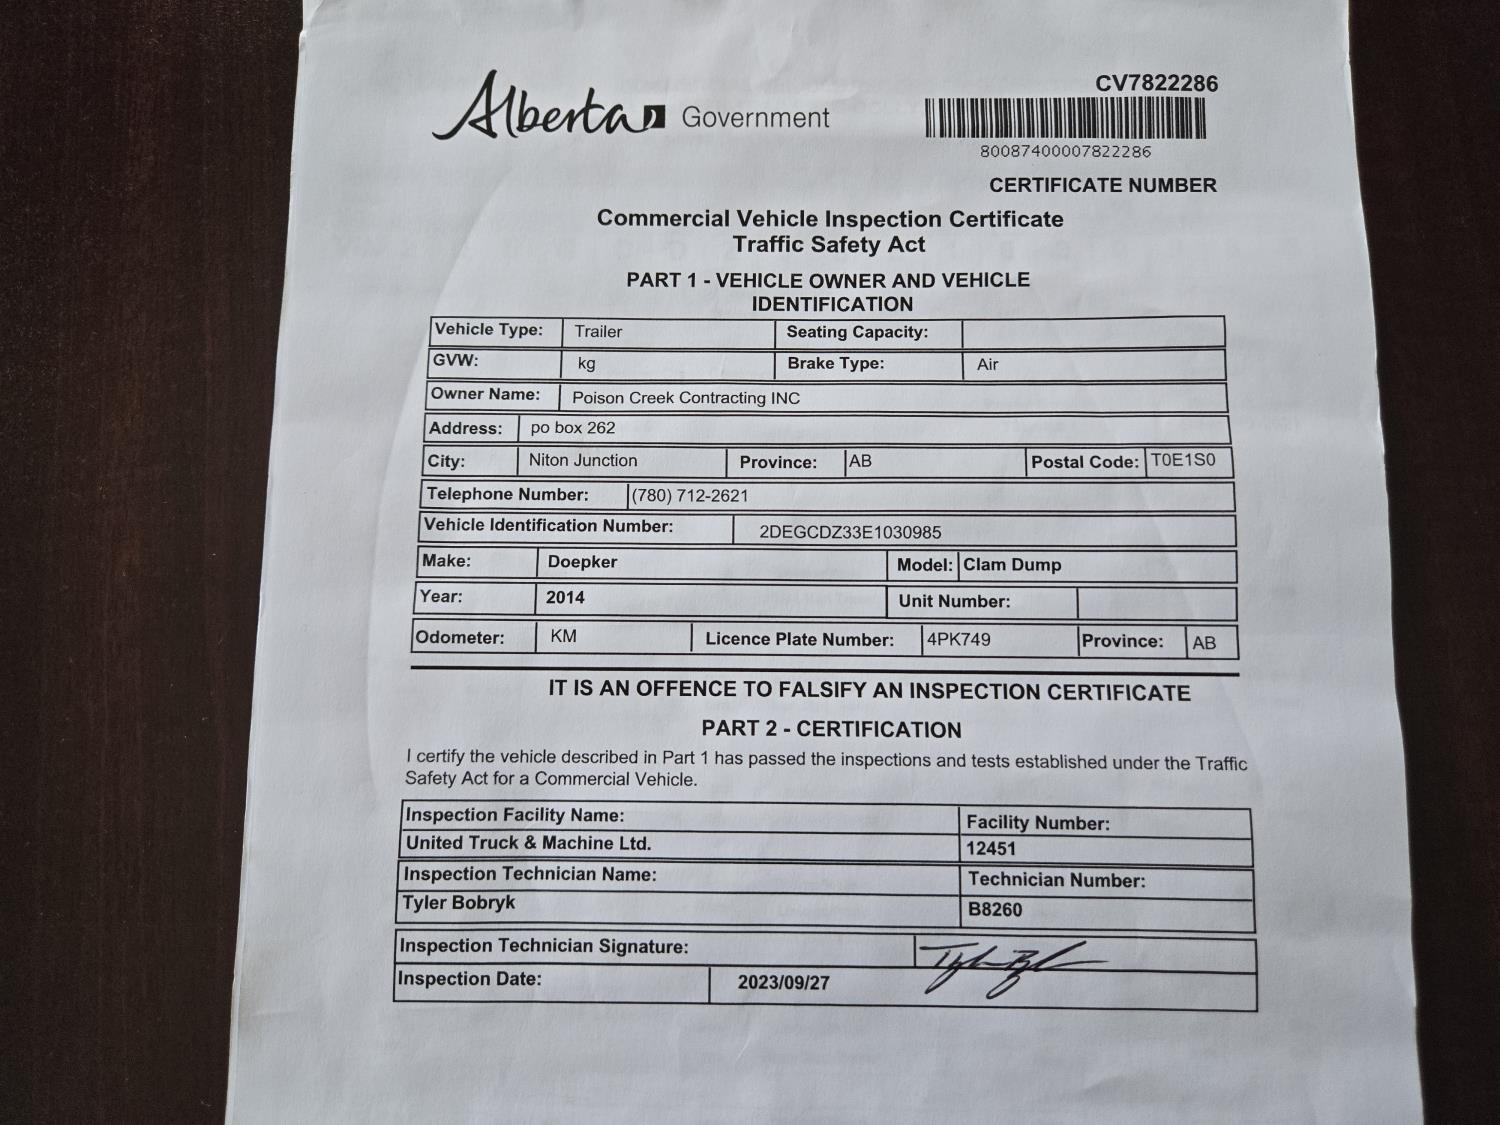 CV7822286
Alberta Government
80087400007822286
CERTIFICATE NUMBER
Commercial Vehicle Inspection Certificate
Traffic Safety Act
PART 1 - VEHICLE OWNER AND VEHICLE
IDENTIFICATION
Vehicle Type: Trailer Seating Capacity:
GVW: kg Brake Type: Air
Owner Name: Poison Creek Contracting INC
Address: po box 262
City: Niton Junction Province: AB Postal Code: T0E1S0
Telephone Number: (780) 712-2621
Vehicle Identification Number: 2DEGCDZ33E1030985
Make: Doepker Model: Clam Dump
Year: 2014 Unit Number:
Odometer: KM Licence Plate Number: 4PK749 Province: AB
IT IS AN OFFENCE TO FALSIFY AN INSPECTION CERTIFICATE
PART 2 - CERTIFICATION
I certify the vehicle described in Part 1 has passed the inspections and tests established under the Traffic
Safety Act for a Commercial Vehicle.
Inspection Facility Name: Facility Number:
United Truck & Machine Ltd. 12451
Inspection Technician Name: Technician Number:
Tyler Bobryk B8260
Inspection Technician Signature:
Inspection Date: 2023/09/27